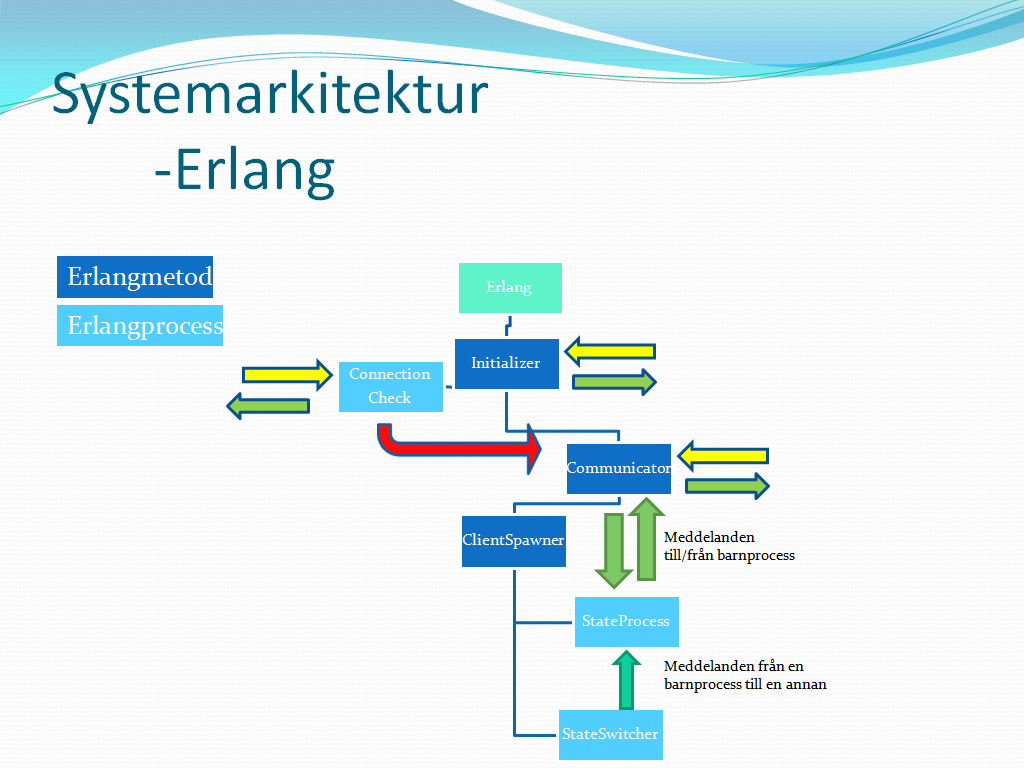 Systemarkitektur
-Erlang
Erlangmetod
Erlangprocess
Erlang
Initializer
Connection
Check
Communicator
ClientSpawner
Meddelanden
till/från barnprocess
StateProcess
Meddelanden från en
barnprocess till en annan
StateSwitcher